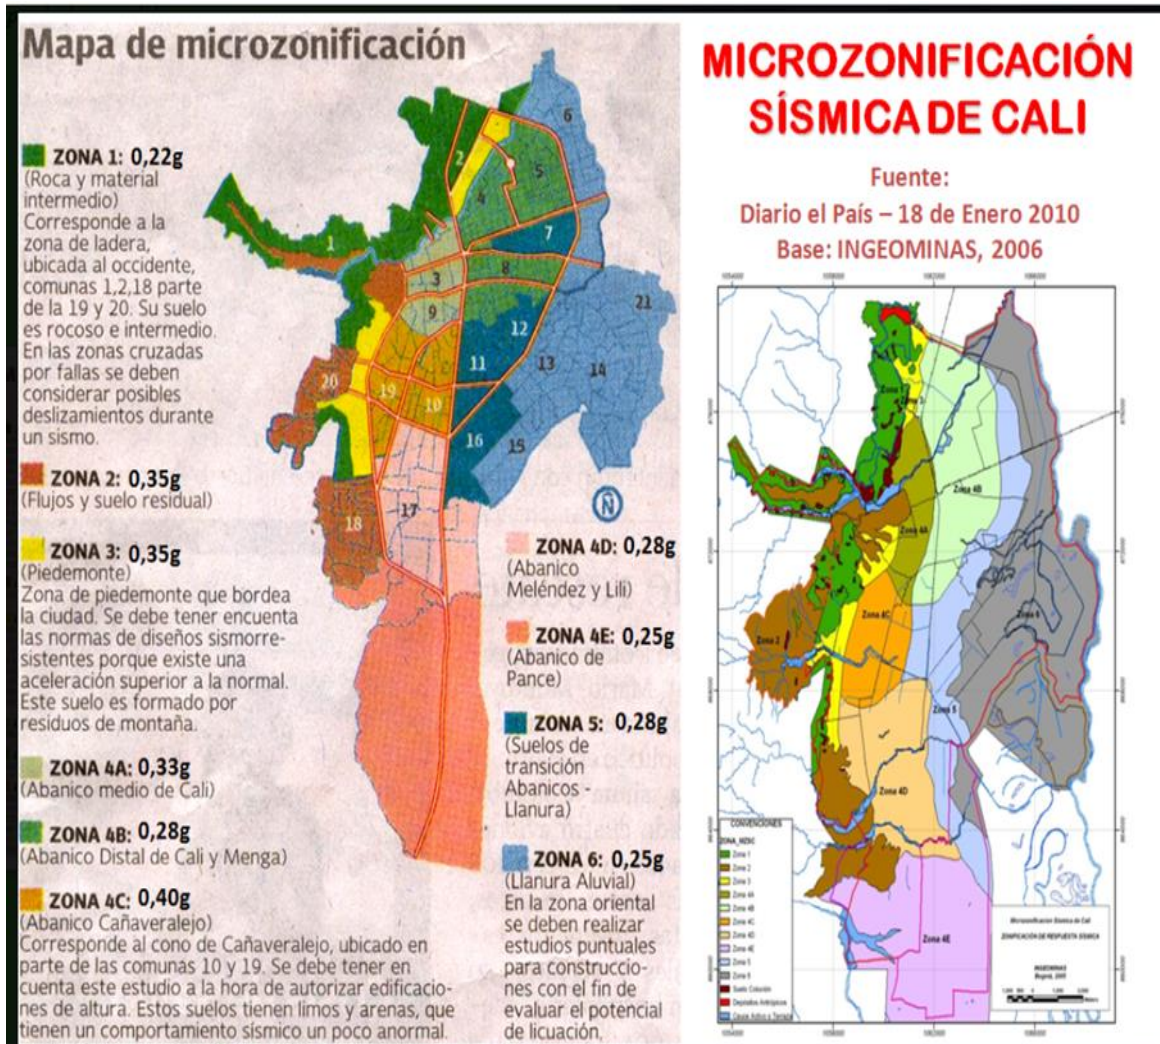 Mapa de microzonificación
ZONA 1: 0,22g
(Roca y material
intermedio)
Corresponde a la
zona de ladera,
ubicada al occidente,
comunas 1,2,18 parte
de la 19 y 20. Su suelo
es rocoso e intermedio.
En las zonas cruzadas
por fallas se deben
considerar posibles
deslizamientos durante
un sismo.
ZONA 2: 0,35g
(Flujos y suelo residual)
ZONA 3: 0,35g
(Piedemonte)
Zona de piedemonte que bordea
la ciudad. Se debe tener encuenta
las normas de diseños sismorre-
sistentes porque existe una
aceleración superior a la normal.
Este suelo es formado por
residuos de montaña.
ZONA 4A: 0,33g
(Abanico medio de Cali)
ZONA 4B: 0,28g
(Abanico Distal de Cali y Menga)
ZONA 4C: 0,40g
(Abanico Cañaveralejo)
Corresponde al cono de Cañaveralejo, ubicado en
parte de las comunas 10 y 19. Se debe tener en
cuenta este estudio a la hora de autorizar edificacio-
nes de altura. Estos suelos tienen limos y arenas, que
tienen un comportamiento sísmico un poco anormal.
6
2
5
4
7
1
8
3
21
9
12
13
11
14
20
19
10
16
15
17
18
N
ZONA 4D: 0,28g
(Abanico
Meléndez y Lili)
ZONA 4E: 0,25g
(Abanico de
Pance)
ZONA 5: 0,28g
(Suelos de
transición
Abanicos -
Llanura)
ZONA 6: 0,25g
(Llanura Aluvial)
En la zona oriental
se deben realizar
estudios puntuales
para construccio-
nes con el fin de
evaluar el potencial
de licuación.
MICROZONIFICACIÓN
SÍSMICA DE CALI
Fuente:
Diario el País – 18 de Enero 2010
Base: INGEOMINAS, 2006
Zona 4B
Zona 4A
Zona 4C
Zona 6
Zona 2
Zona 5
Zona 4D
Zona 4E
CONVENCIONES
Zona 1
Zona 2
Zona 3
Zona 4A
Zona 4B
Zona 4C
Zona 4D
Zona 4E
Zona 5
Zona 6
Suelo Coluvión
Depósitos Antrópicos
Microzonificación Sísmica de Cali
ZONIFICACIÓN DE RESPUESTA SÍSMICA
INGEOMINAS